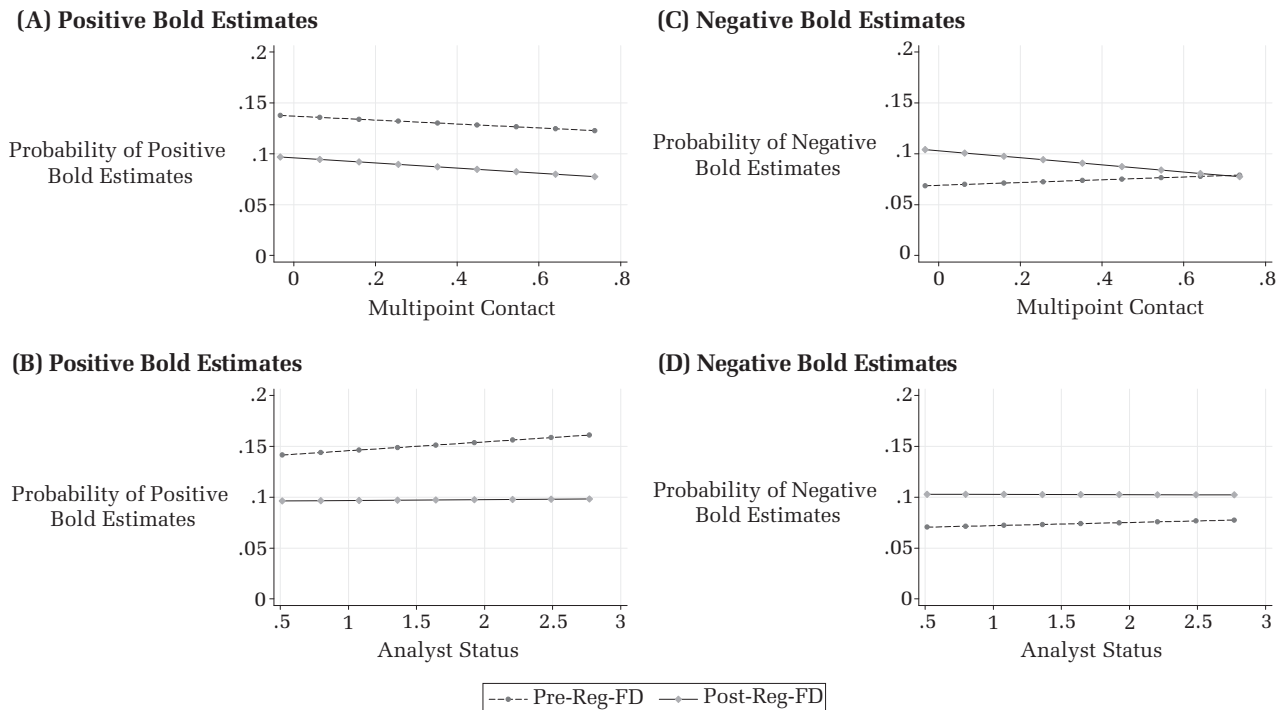 (A) Positive Bold Estimates
Probability of Positive
Bold Estimates
.2
.15
.1
.05
0
0 .2 .4 .6 .8
Multipoint Contact
(C) Negative Bold Estimates
Probability of Negative
Bold Estimates
.2
.15
.1
.05
0
0 .2 .4 .6 .8
Multipoint Contact
(B) Positive Bold Estimates
Probability of Positive
Bold Estimates
.2
.15
.1
.05
0
.5 1 1.5 2 2.5 3
Analyst Status
(D) Negative Bold Estimates
Probability of Negative
Bold Estimates
.2
.15
.1
.05
0
.5 1 1.5 2 2.5 3
Analyst Status
Pre-Reg-FD Post-Reg-FD